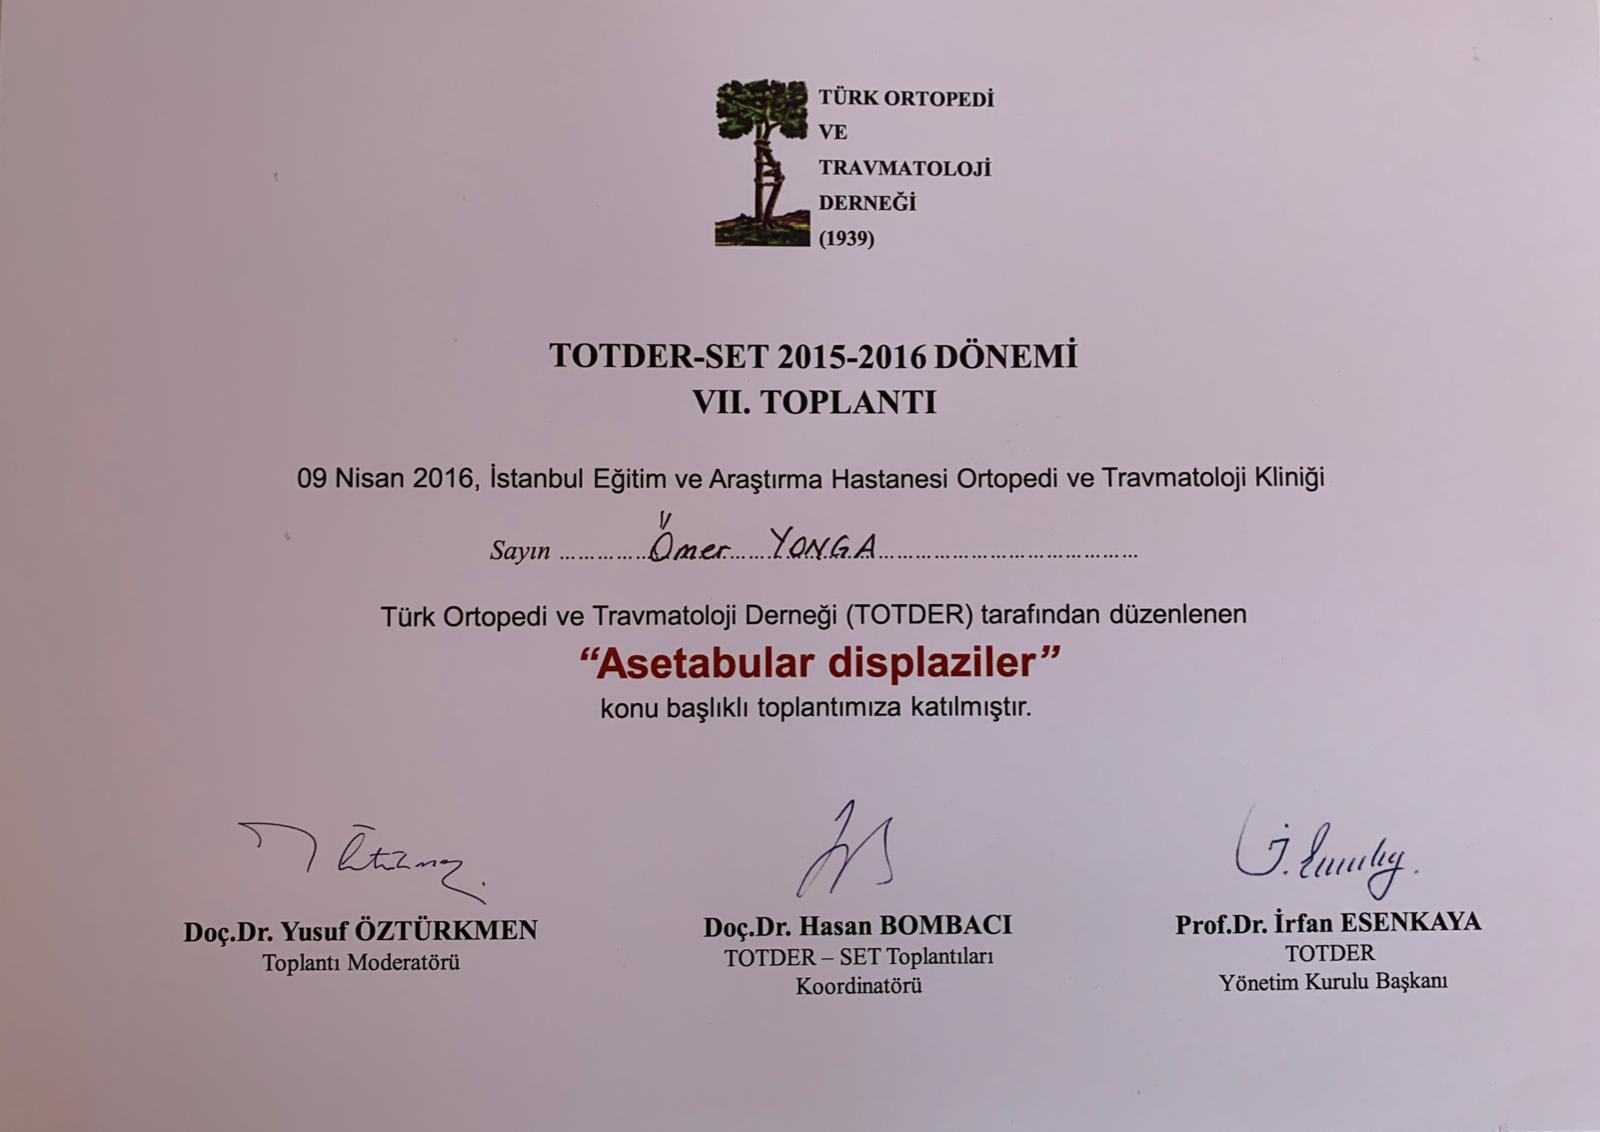 TÜRK ORTOPEDİ
VE
TRAVMATOLOJİ
DERNEĞİ
(1939)
TOTDER-SET 2015-2016 DÖNEMİ
VII. TOPLANTI
09 Nisan 2016, İstanbul Eğitim ve Araştırma Hastanesi Ortopedi ve Travmatoloji Kliniği
Sayın ............Ömer......YONGA.......................................
Türk Ortopedi ve Travmatoloji Derneği (TOTDER) tarafından düzenlenen
“Asetabular displaziler”
konu başlıklı toplantımıza katılmıştır.
Doç.Dr. Yusuf ÖZTÜRKMEN
Toplantı Moderatörü
Doç.Dr. Hasan BOMBACI
TOTDER – SET Toplantıları
Koordinatörü
Prof.Dr. İrfan ESENKAYA
TOTDER
Yönetim Kurulu Başkanı